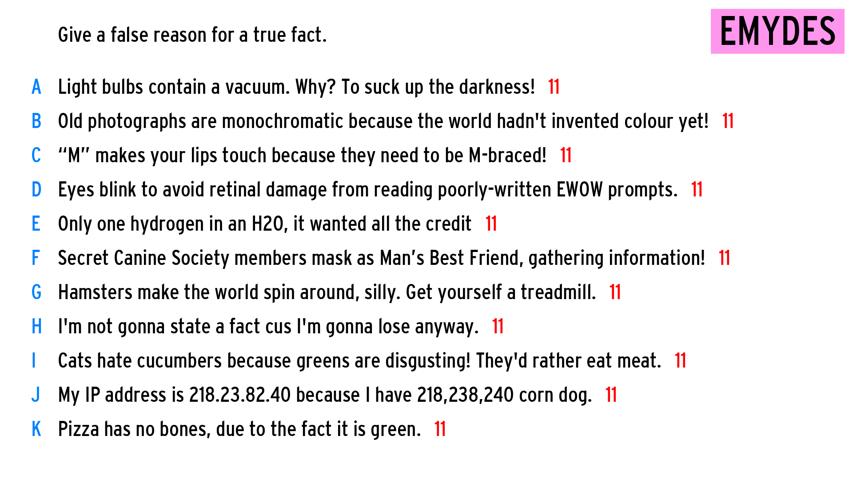 Give a false reason for a true fact.
EMYDES
A Light bulbs contain a vacuum. Why? To suck up the darkness! 11
B Old photographs are monochromatic because the world hadn't invented colour yet! 11
C “M” makes your lips touch because they need to be M-braced! 11
D Eyes blink to avoid retinal damage from reading poorly-written EWOW prompts. 11
E Only one hydrogen in an H2O, it wanted all the credit 11
F Secret Canine Society members mask as Man’s Best Friend, gathering information! 11
G Hamsters make the world spin around, silly. Get yourself a treadmill. 11
H I'm not gonna state a fact cus I'm gonna lose anyway. 11
I Cats hate cucumbers because greens are disgusting! They'd rather eat meat. 11
J My IP address is 218.23.82.40 because I have 218,238,240 corn dog. 11
K Pizza has no bones, due to the fact it is green. 11